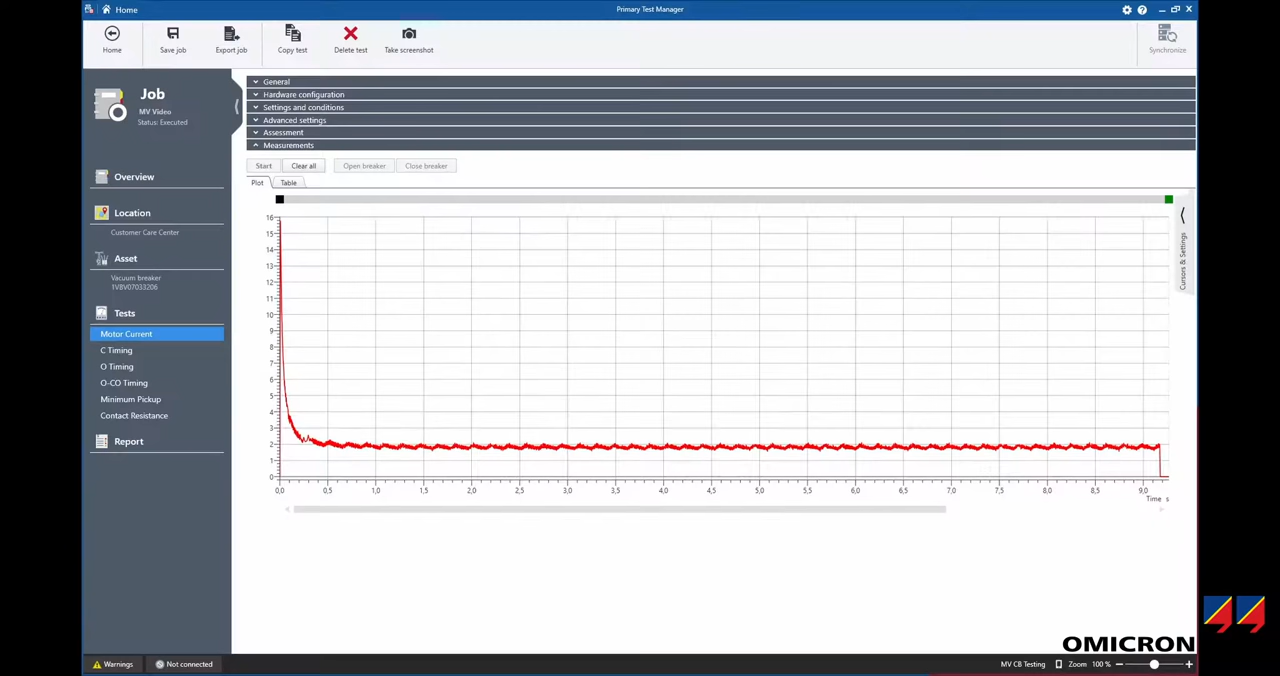 Home
Primary Test Manager
Home
Save job
Export job
Copy test
Delete test
Take screenshot
Synchronize
Job
MV Video
Status: Executed
Overview
Location
Customer Care Center
Asset
Vacuum breaker
1VBV07033206
Tests
Motor Current
C Timing
O Timing
O-CO Timing
Minimum Pickup
Contact Resistance
Report
General
Hardware configuration
Settings and conditions
Advanced settings
Assessment
Measurements
Start Clear all Open breaker Close breaker
Plot Table
16
15
14
13
12
11
10
9
8
7
6
5
4
3
2
1
0
0,0 0,5 1,0 1,5 2,0 2,5 3,0 3,5 4,0 4,5 5,0 5,5 6,0 6,5 7,0 7,5 8,0 8,5 9,0
Time s
Cursors & Settings
OMICRON
Warnings Not connected
MV CB Testing Zoom 100 %